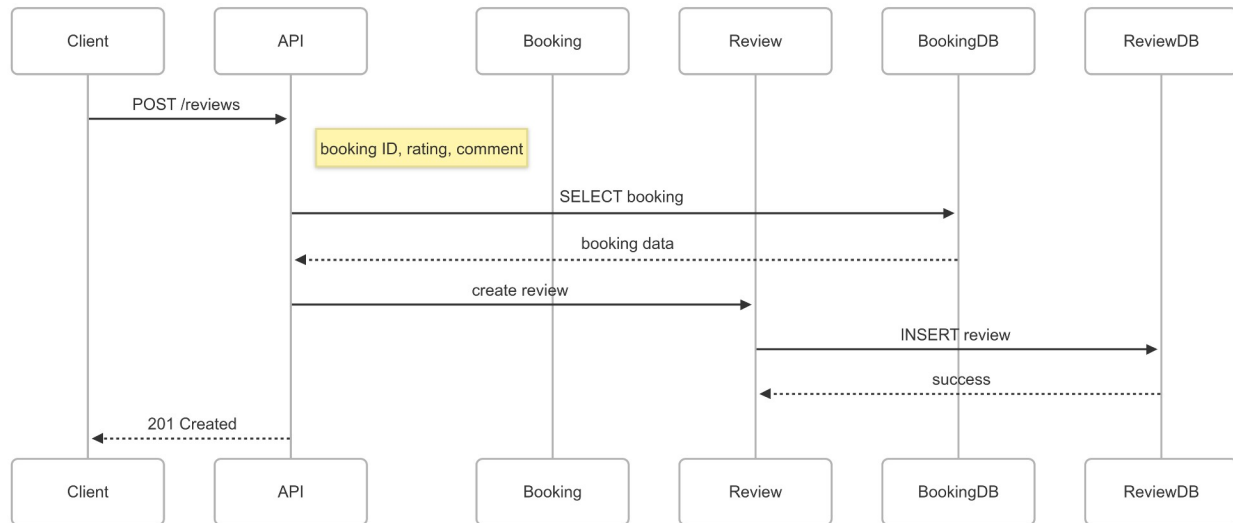 Client
API
Booking
Review
BookingDB
ReviewDB
POST /reviews
booking ID, rating, comment
SELECT booking
booking data
create review
INSERT review
success
201 Created
Client
API
Booking
Review
BookingDB
ReviewDB